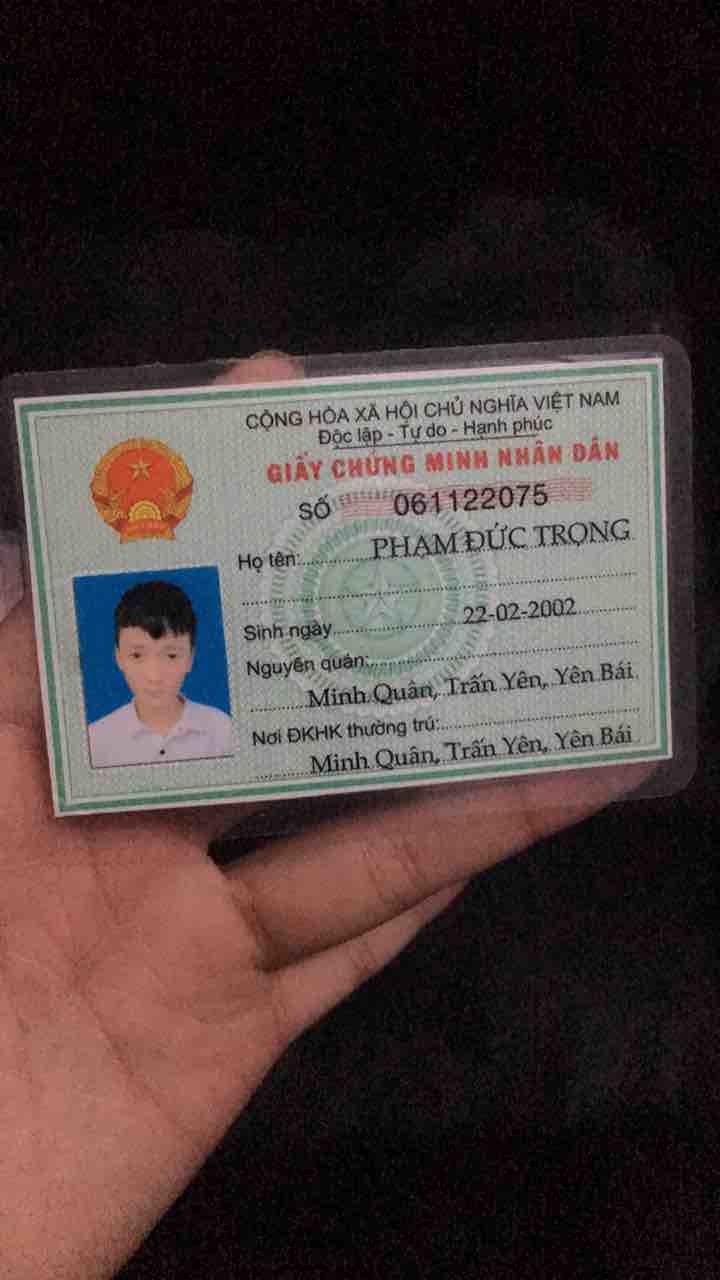 CỘNG HÒA XÃ HỘI CHỦ NGHĨA VIỆT NAM
Độc lập - Tự do - Hạnh phúc
GIẤY CHỨNG MINH NHÂN DÂN
SỐ 061122075
Họ tên: PHẠM ĐỨC TRỌNG
Sinh ngày 22-02-2002
Nguyên quán:
Minh Quân, Trấn Yên, Yên Bái
Nơi ĐKHK thường trú:
Minh Quân, Trấn Yên, Yên Bái